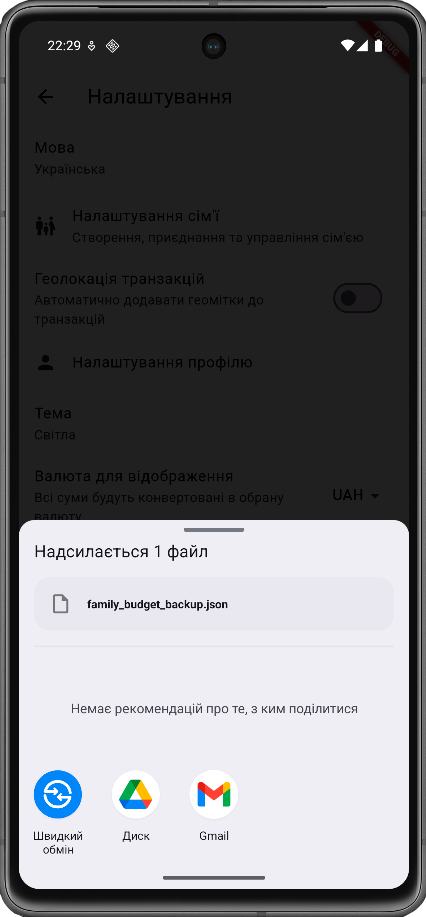 22:29
DEBUG
Налаштування
Мова
Українська
Налаштування сім'ї
Створення, приєднання та управління сім'єю
Геолокація транзакцій
Автоматично додавати геомітки до
транзакцій
Налаштування профілю
Тема
Світла
Валюта для відображення
Всі суми будуть конвертовані в обрану
валюту
UAH
Надсилається 1 файл
family_budget_backup.json
Немає рекомендацій про те, з ким поділитися
Швидкий
обмін
Диск
Gmail